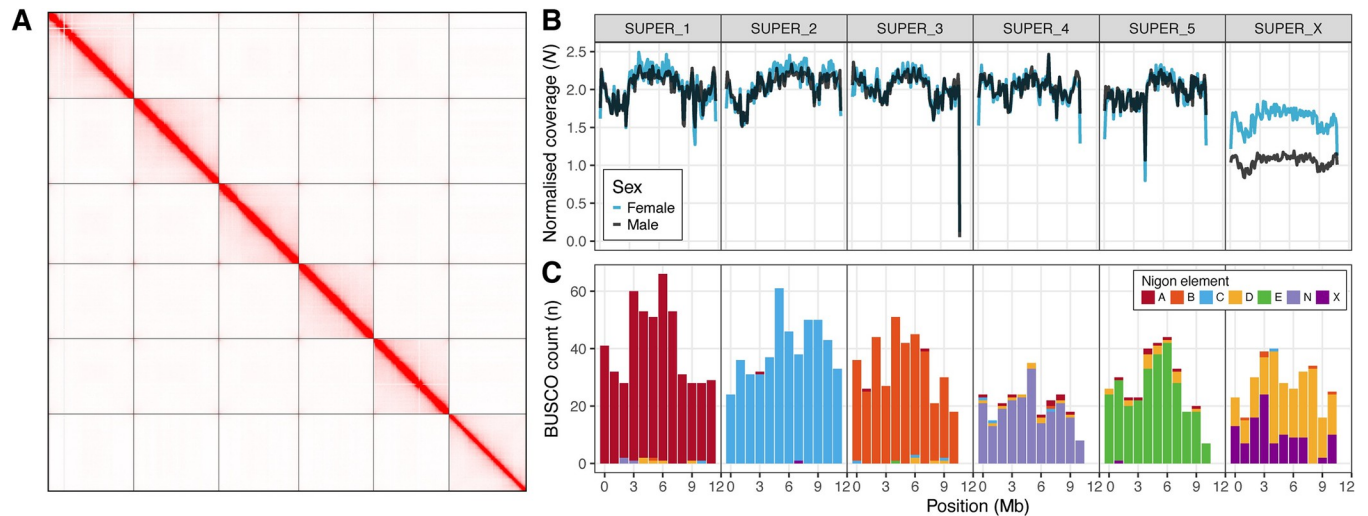 A
B
SUPER_1 SUPER_2 SUPER_3 SUPER_4 SUPER_5 SUPER_X
Normalised coverage (N)
2.5
2.0
1.5
1.0
0.5
0.0
Sex
Female
Male
C
BUSCO count (n)
60
40
20
0
Nigon element
A B C D E N X
0 3 6 9 12 0 3 6 9 12 0 3 6 9 12 0 3 6 9 12 0 3 6 9 12 0 3 6 9 12
Position (Mb)